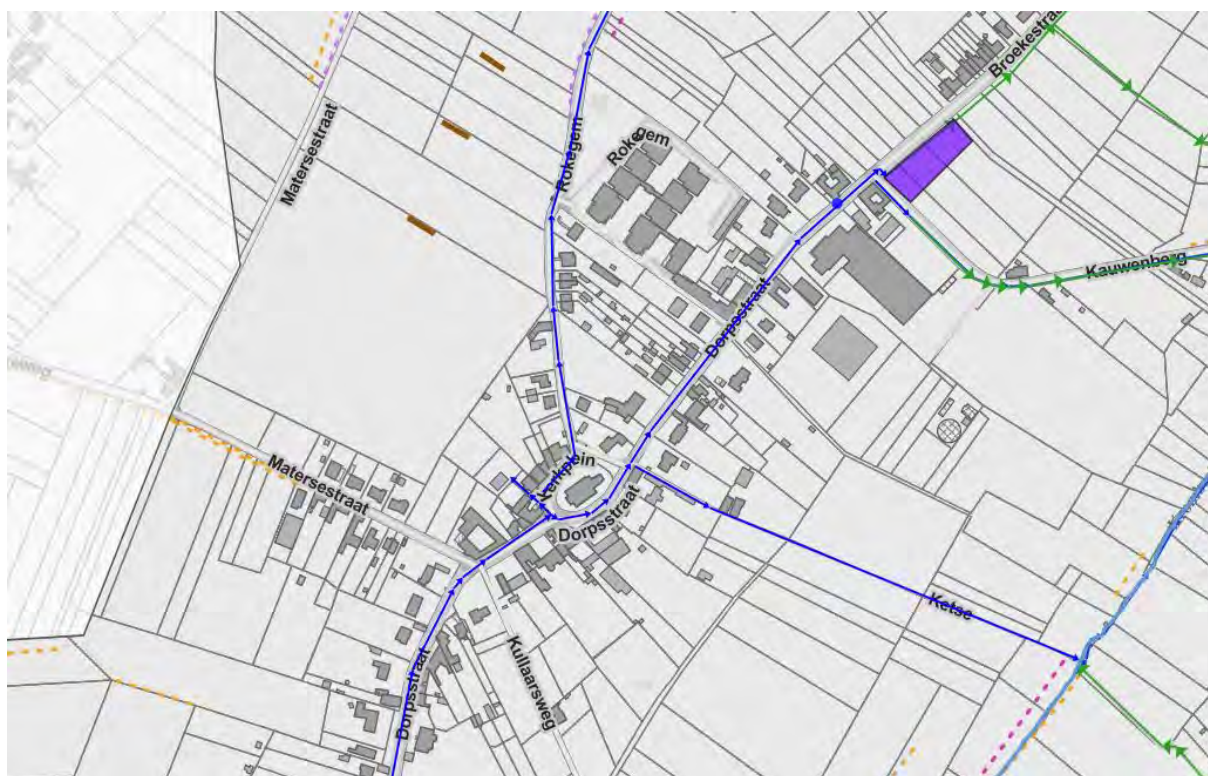 Broekestraat
Matersestraat
Rokegem
Rokegem
Kauwenberg
Dorpsstraat
Matersestraat
Kerkplein
Dorpsstraat
Ketse
Kullaarsweg
Dorpsstraat